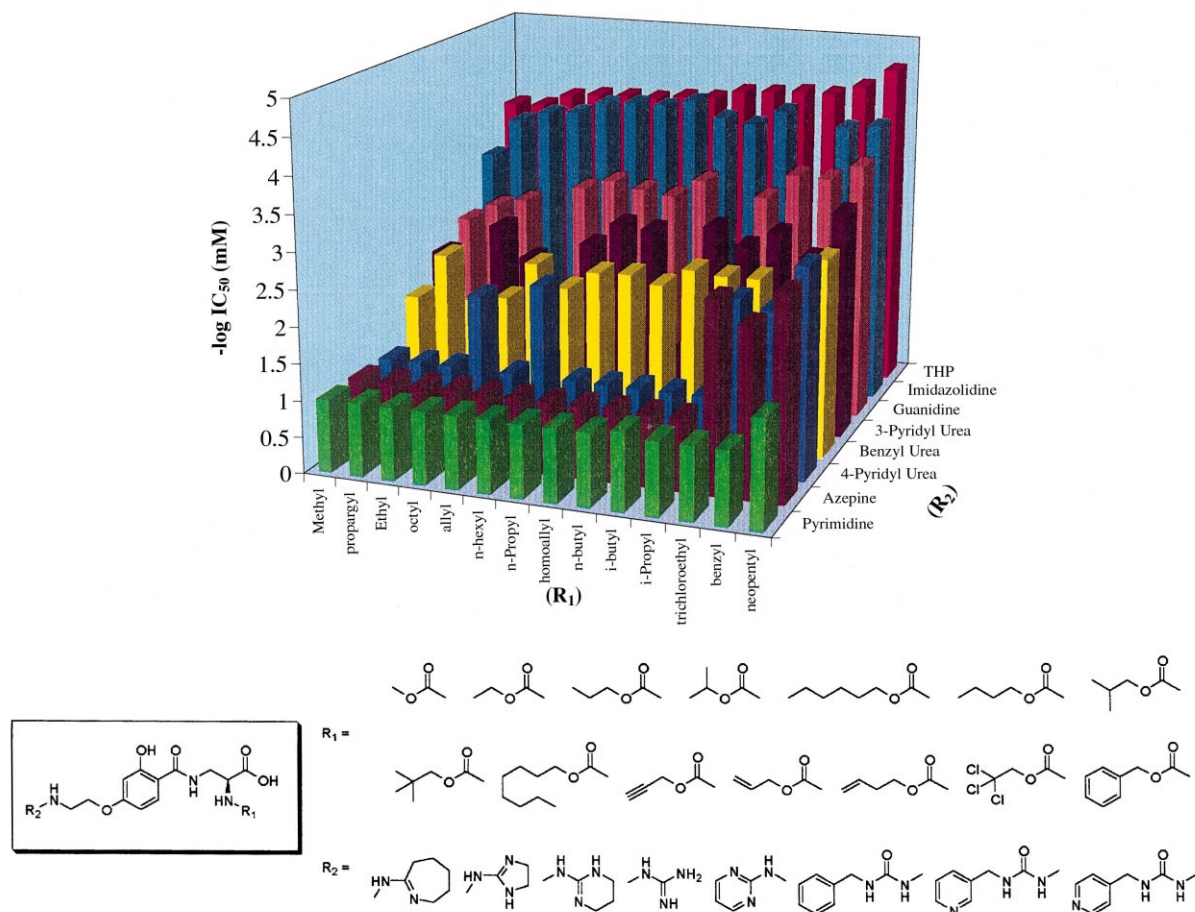 5
4.5
4
3.5
3
2.5
2
1.5
1
0.5
0
-log IC50 (mM)
Methyl
propargyl
Ethyl
octyl
allyl
n-hexyl
n-Propyl
homoallyl
n-butyl
i-butyl
i-Propyl
trichloroethyl
benzyl
neopentyl
(R1)
THP
Imidazolidine
Guanidine
3-Pyridyl Urea
Benzyl Urea
4-Pyridyl Urea
Azepine
Pyrimidine
(R2)
OH O O
H N OH
H
N
R2 O H N R1
R1 =
O O O O O O O
O O O O O O O
O O O O O O O
Cl
O O O O O Cl O O
Cl
R2 =
HN N
HN N N H
H N H N N
H N NH2 NH
N H N N
O N H N H
O N H N H N
O N H N H N